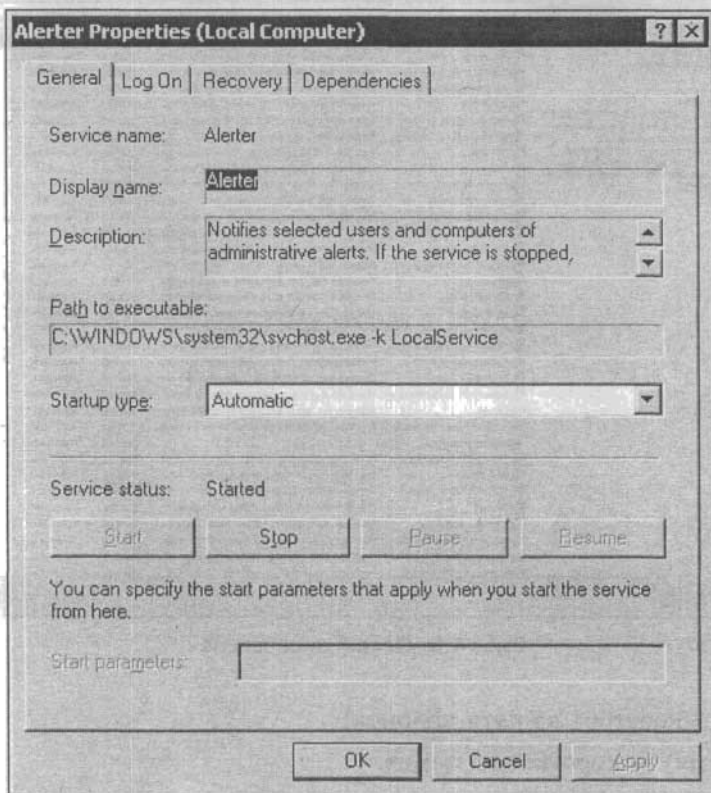 Alerter Properties (Local Computer)
General Log On Recovery Dependencies
Service name: Alerter
Display name: Alerter
Description: Notifies selected users and computers of
administrative alerts. If the service is stopped,
Path to executable:
C:\WINDOWS\system32\svchost.exe -k LocalService
Startup type: Automatic
Service status: Started
Start Stop Pause Resume
You can specify the start parameters that apply when you start the service
from here.
Start parameters:
OK Cancel Apply